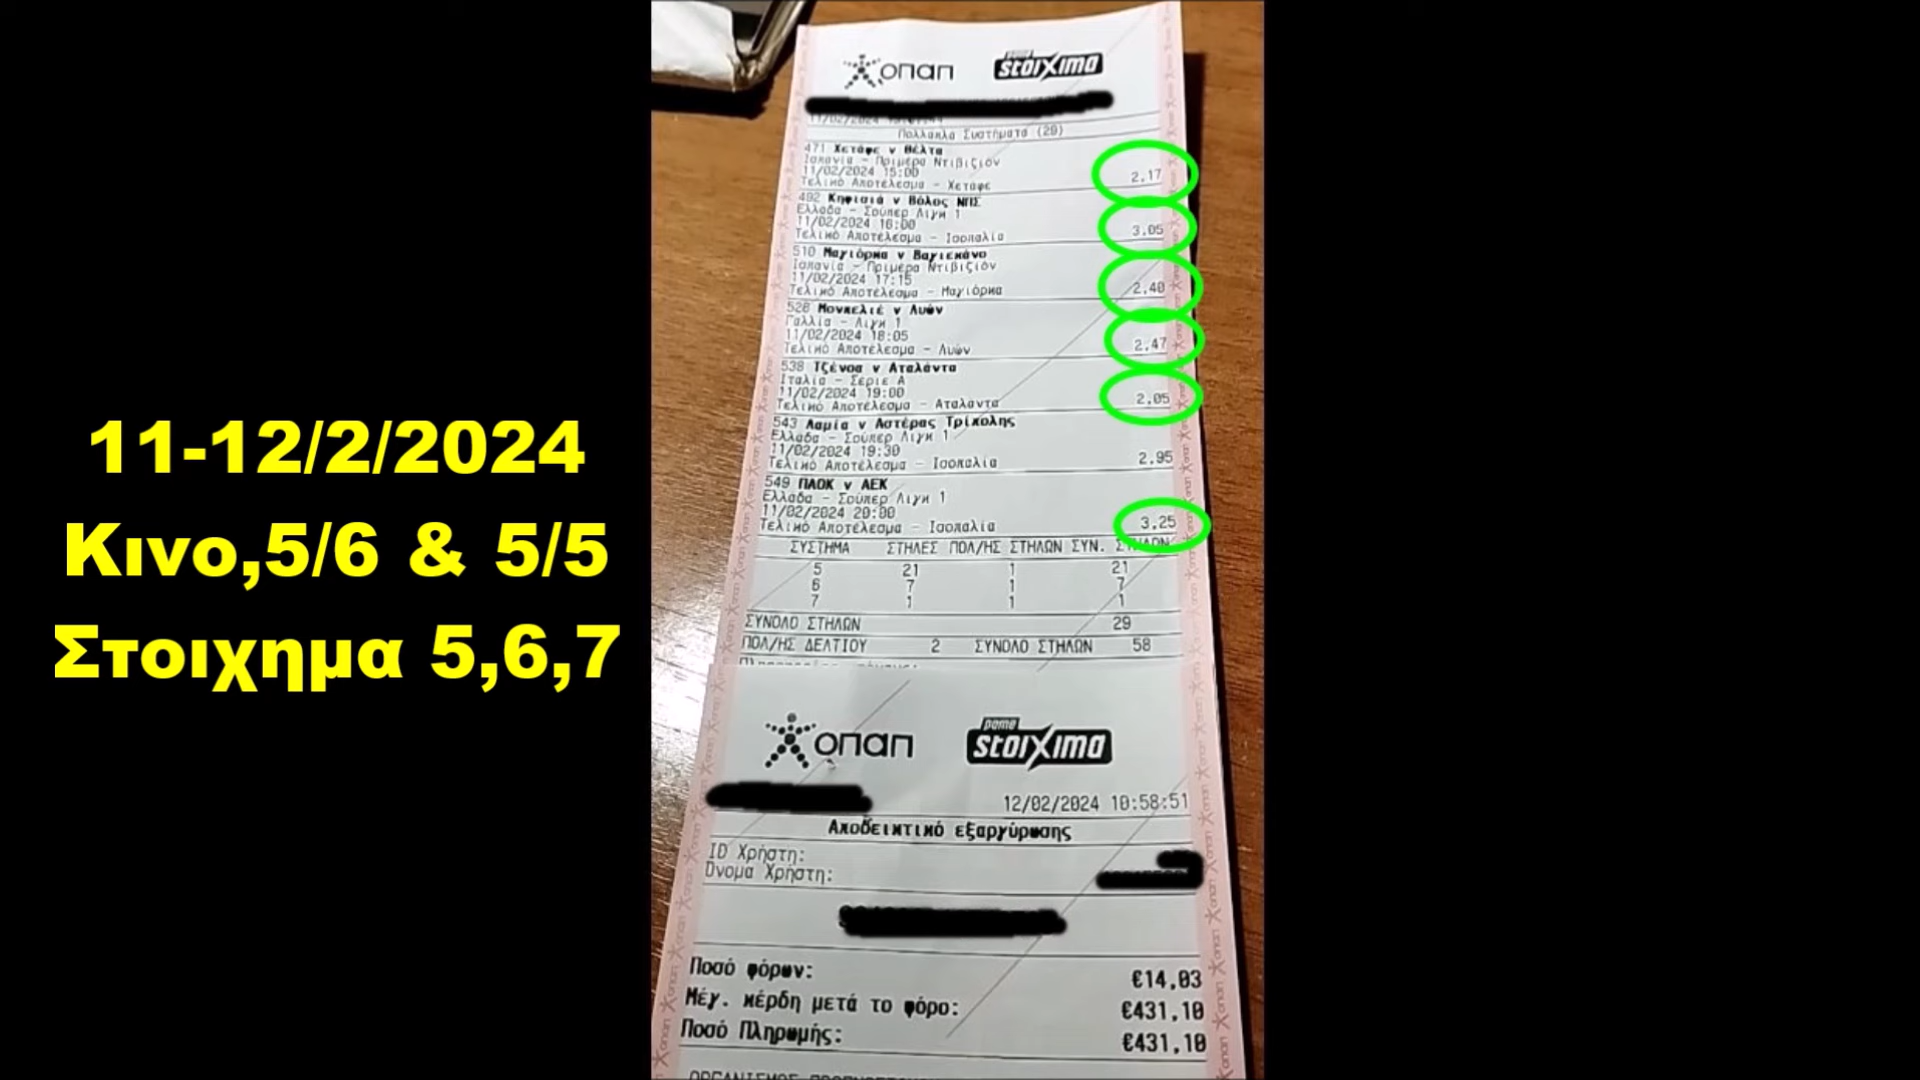 11-12/2/2024
Κινο,5/6 & 5/5
Στοιχημα 5,6,7
οπαπ pame stoiXima
Πολλαπλά Συστήματα (29)
471 Χετάφε v Θέλτα
Ισπανία - Πριμέρα Ντιβιζιόν
11/02/2024 15:00
Τελικό Αποτέλεσμα - Χετάφε 2.17
492 Κηφισιά v Βόλος ΝΠΣ
Ελλάδα - Σούπερ Λιγκ 1
11/02/2024 16:00
Τελικό Αποτέλεσμα - Ισοπαλία 3.05
510 Μαγιόρκα v Βαγιεκάνο
Ισπανία - Πριμέρα Ντιβιζιόν
11/02/2024 17:15
Τελικό Αποτέλεσμα - Μαγιόρκα 2.40
528 Μονπελιέ v Λυών
Γαλλία - Λιγκ 1
11/02/2024 18:05
Τελικό Αποτέλεσμα - Λυών 2.47
538 Τζένοα v Αταλάντα
Ιταλία - Σέριε Α
11/02/2024 19:00
Τελικό Αποτέλεσμα - Αταλάντα 2.05
543 Λαμία v Αστέρας Τρίπολης
Ελλάδα - Σούπερ Λιγκ 1
11/02/2024 19:30
Τελικό Αποτέλεσμα - Ισοπαλία 2.95
549 ΠΑΟΚ v ΑΕΚ
Ελλάδα - Σούπερ Λιγκ 1
11/02/2024 20:00
Τελικό Αποτέλεσμα - Ισοπαλία 3.25
ΣΥΣΤΗΜΑ ΣΤΗΛΕΣ ΠΟΛ/ΗΣ ΣΤΗΛΩΝ ΣΥΝ. ΣΤΗΛΩΝ
5 21 1 21
6 7 1 7
7 1 1 1
ΣΥΝΟΛΟ ΣΤΗΛΩΝ 29
ΠΟΛ/ΗΣ ΔΕΛΤΙΟΥ 2 ΣΥΝΟΛΟ ΣΤΗΛΩΝ 58
οπαπ pame stoiXima
12/02/2024 10:58:51
Αποδεικτικό εξαργύρωσης
ID Χρήστη:
Όνομα Χρήστη:
Ποσό φόρων: €14,03
Μέγ. κέρδη μετά το φόρο: €431,10
Ποσό Πληρωμής: €431,10